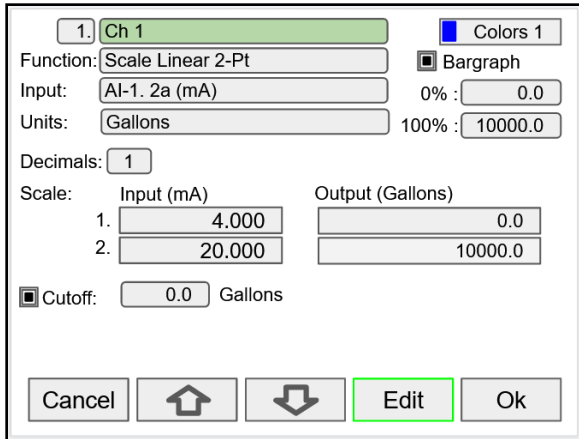 1. Ch 1 Colors 1
Function: Scale Linear 2-Pt Bargraph
Input: AI-1. 2a (mA) 0% : 0.0
Units: Gallons 100% : 10000.0
Decimals: 1
Scale: Input (mA) Output (Gallons)
1. 4.000 0.0
2. 20.000 10000.0
Cutoff: 0.0 Gallons
Cancel Edit Ok